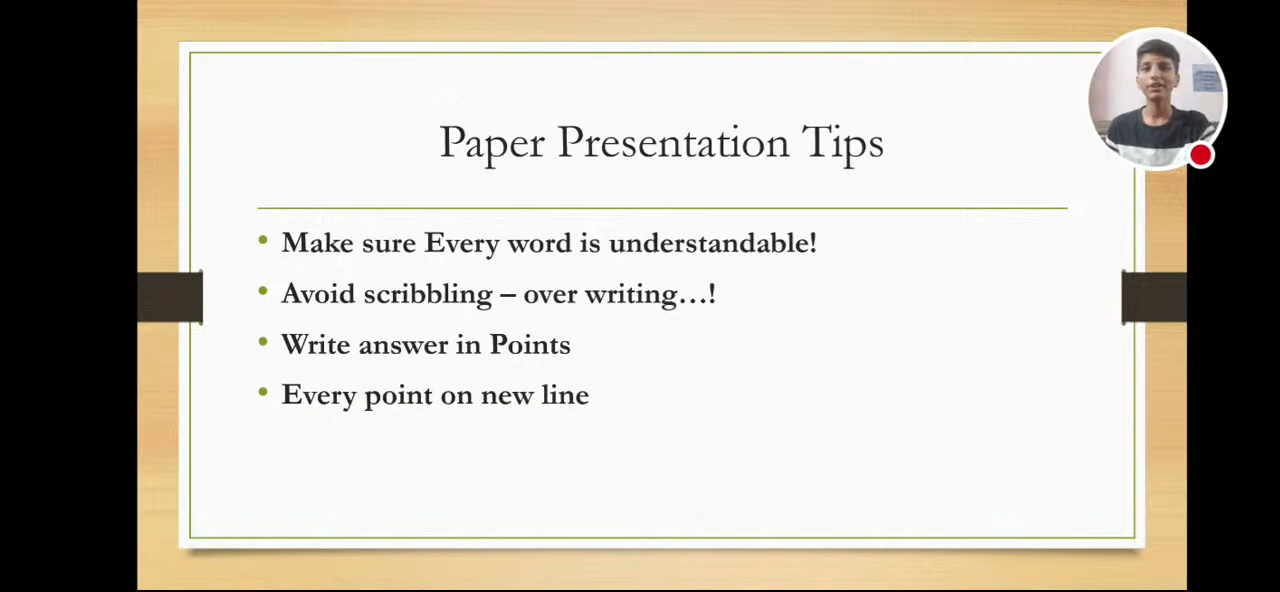 Paper Presentation Tips
• Make sure Every word is understandable!
• Avoid scribbling – over writing...!
• Write answer in Points
• Every point on new line